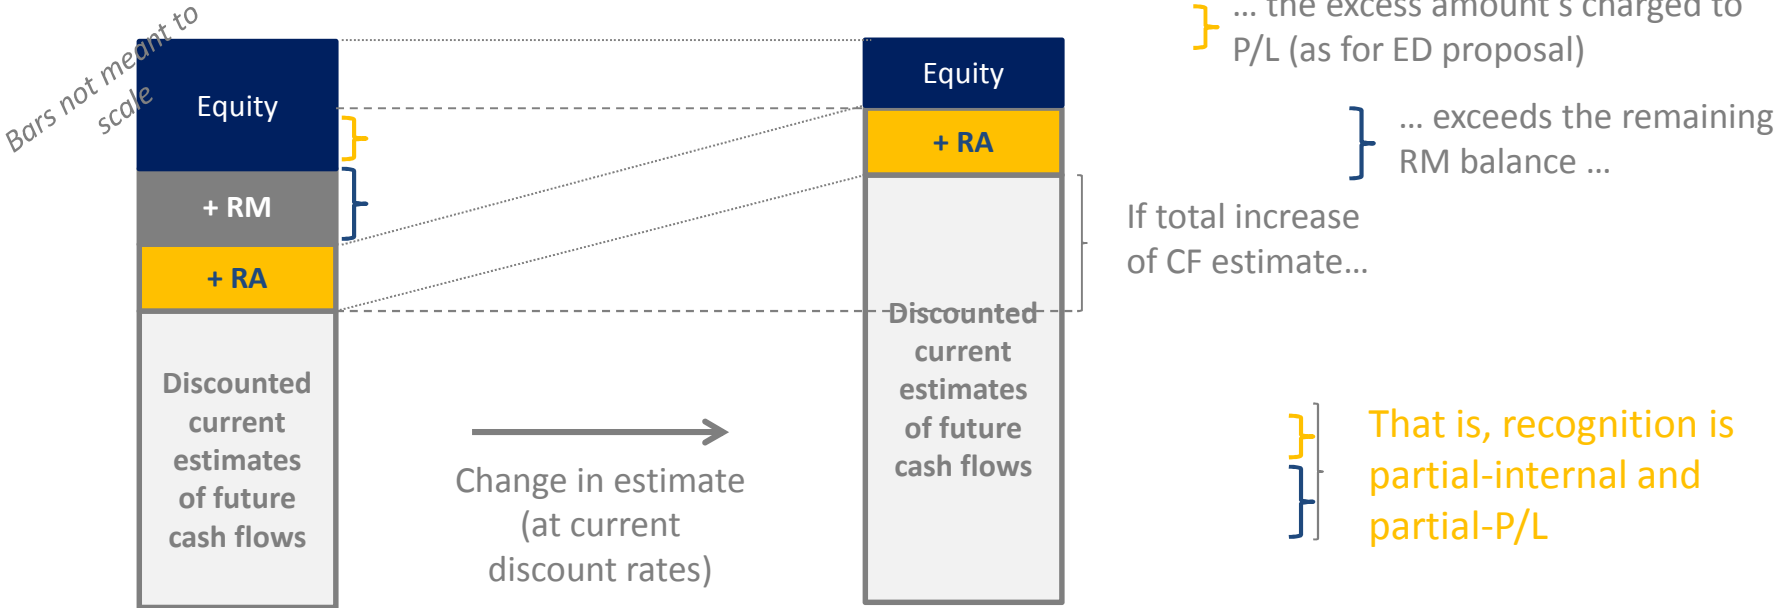 Bars not meant to
scale
Equity
+ RM
+ RA
Discounted
current
estimates
of future
cash flows
Change in estimate
(at current
discount rates)
Equity
+ RA
Discounted
current
estimates
of future
cash flows
If total increase
of CF estimate…
… exceeds the remaining
RM balance …
… the excess amount's charged to
P/L (as for ED proposal)
That is, recognition is
partial-internal and
partial-P/L